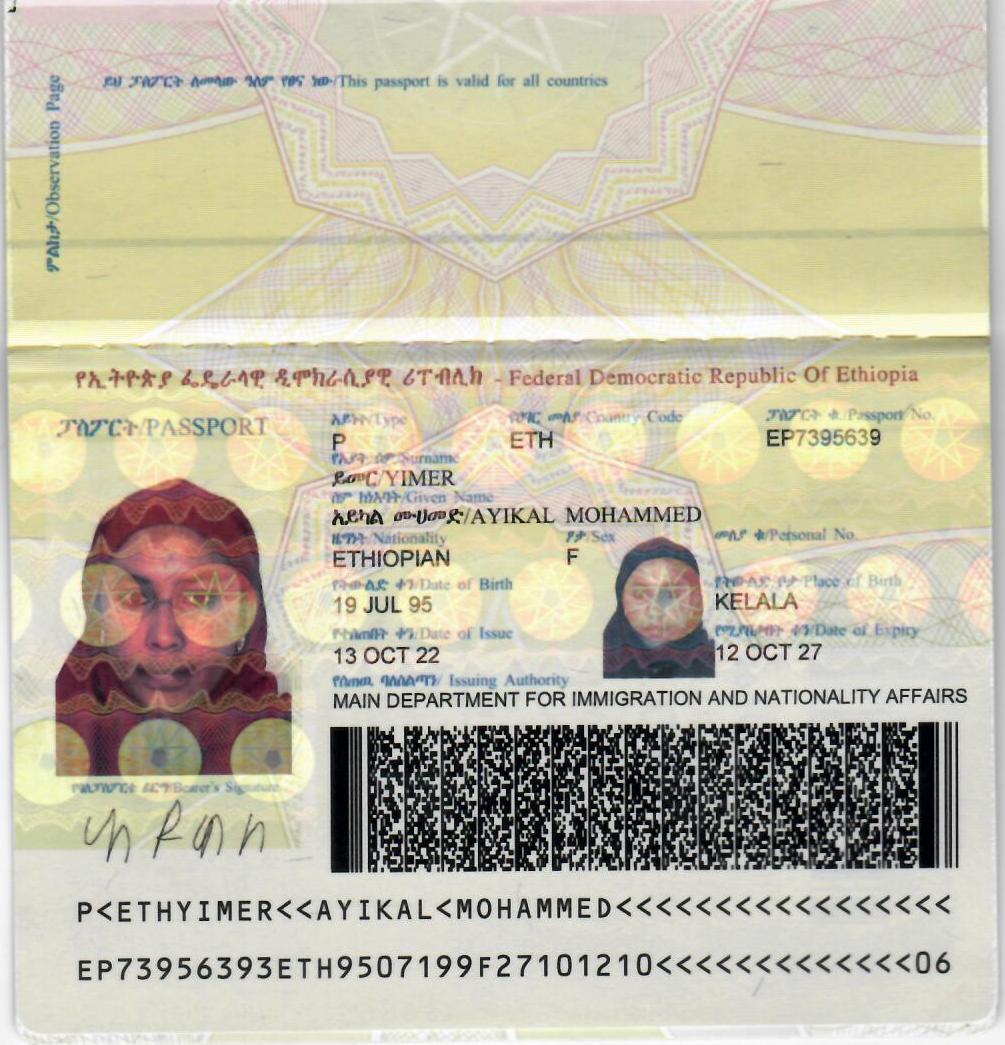 ይህ ፓስፖርት ለመላው ዓለም የፀና ነው/This passport is valid for all countries
ምልከታ/Observation Page
የኢትዮጵያ ፌዴራላዊ ዲሞክራሲያዊ ሪፐብሊክ - Federal Democratic Republic Of Ethiopia
ፓስፖርት/PASSPORT
አይነት/Type የሀገር መለያ/Country Code ፓስፖርት ቁ./Passport No.
P ETH EP7395639
የአያት ስም/Surname
ይመር/YIMER
ስም ከነአባት/Given Name
አይካል ሙሀመድ/AYIKAL MOHAMMED
ዜግነት/Nationality ፆታ/Sex መለያ ቁ/Personal No.
ETHIOPIAN F
የትውልድ ቀን/Date of Birth የትውልድ ቦታ/Place of Birth
19 JUL 95 KELALA
የተሰጠበት ቀን/Date of Issue የሚያበቃበት ቀን/Date of Expiry
13 OCT 22 12 OCT 27
የሰጠዉ ባለስልጣን/ Issuing Authority
MAIN DEPARTMENT FOR IMMIGRATION AND NATIONALITY AFFAIRS
የባለፓስፖርቱ ፊርማ/Bearer's Signature
P<ETHYIMER<<AYIKAL<MOHAMMED<<<<<<<<<<<<<<<<<
EP73956393ETH9507199F27101210<<<<<<<<<<<<<06